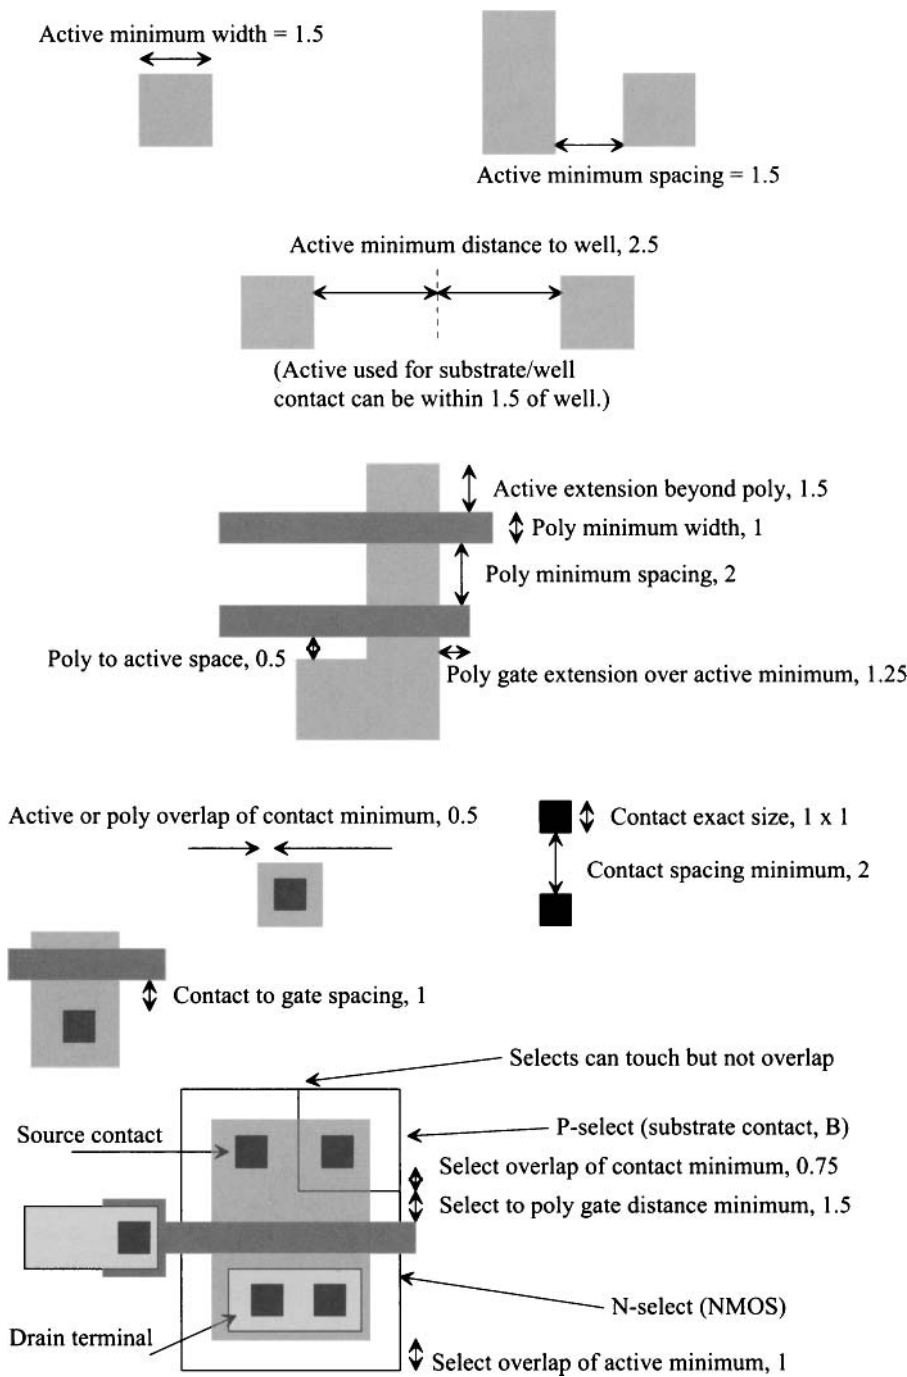 Active minimum width = 1.5
Active minimum spacing = 1.5
Active minimum distance to well, 2.5
(Active used for substrate/well
contact can be within 1.5 of well.)
Active extension beyond poly, 1.5
Poly minimum width, 1
Poly minimum spacing, 2
Poly to active space, 0.5
Poly gate extension over active minimum, 1.25
Active or poly overlap of contact minimum, 0.5
Contact exact size, 1 x 1
Contact spacing minimum, 2
Contact to gate spacing, 1
Selects can touch but not overlap
Source contact
P-select (substrate contact, B)
Select overlap of contact minimum, 0.75
Select to poly gate distance minimum, 1.5
N-select (NMOS)
Drain terminal
Select overlap of active minimum, 1